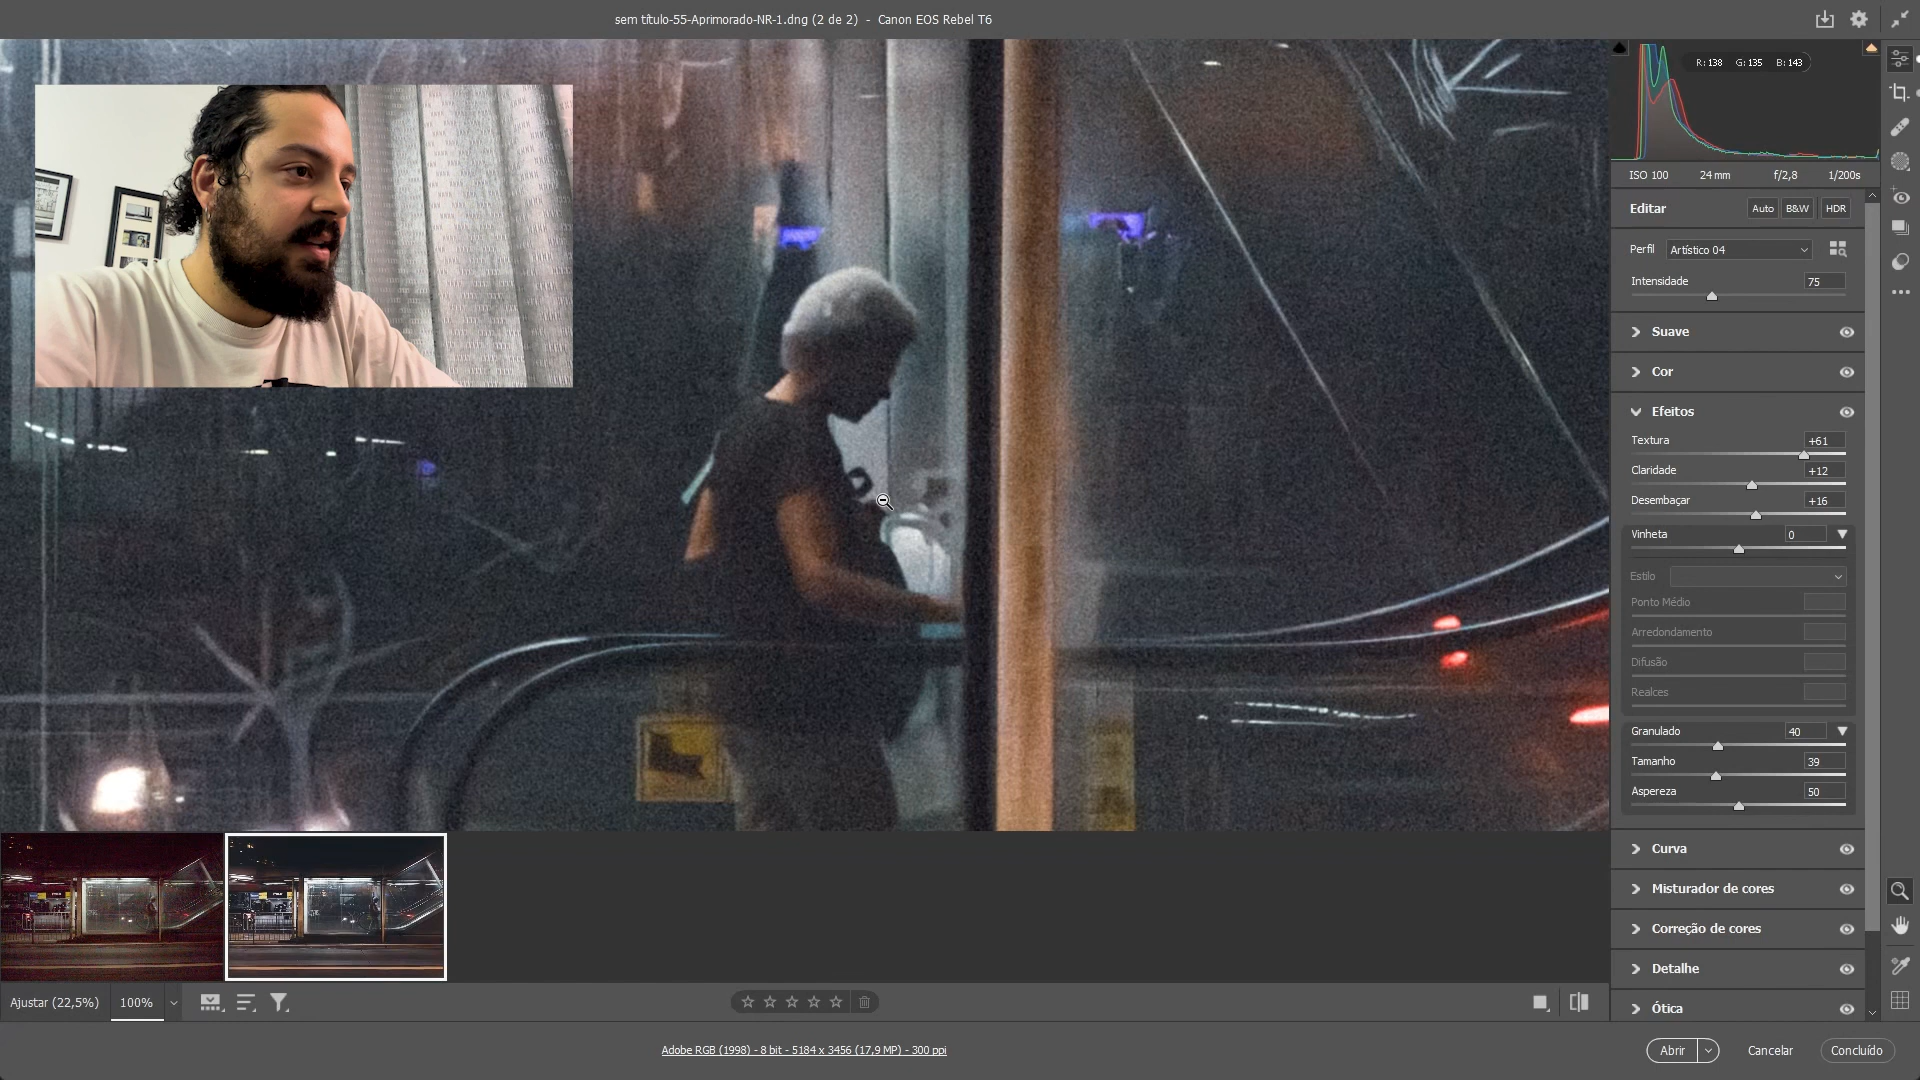 sem título-55-Aprimorado-NR-1.dng (2 de 2) - Canon EOS Rebel T6
R: 138 G: 135 B: 143
ISO 100 24 mm f/2,8 1/200s
Editar Auto B&W HDR
Perfil Artístico 04
Intensidade 75
Suave
Cor
Efeitos
Textura +61
Claridade +12
Desembaçar +16
Vinheta 0
Estilo
Ponto Médio
Arredondamento
Difusão
Realces
Granulado 40
Tamanho 39
Aspereza 50
Curva
Misturador de cores
Correção de cores
Detalhe
Ótica
Ajustar (22,5%) 100%
Adobe RGB (1998) - 8 bit - 5184 x 3456 (17,9 MP) - 300 ppi
Abrir Cancelar Concluído